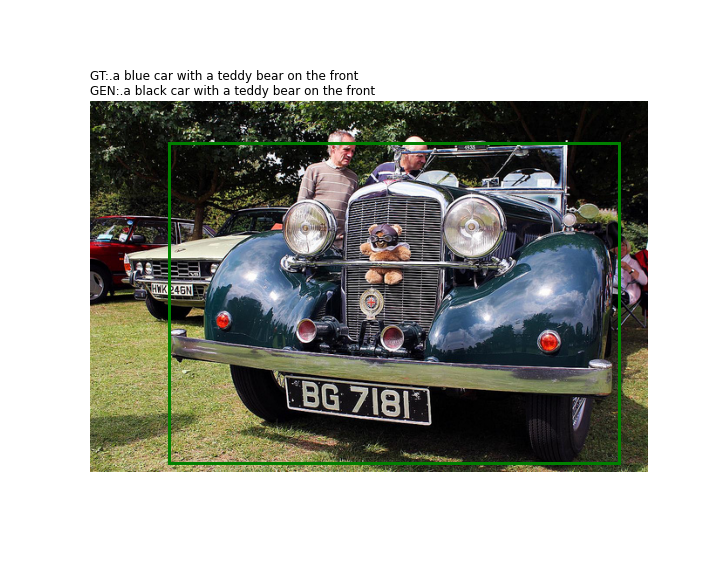 GT:.a blue car with a teddy bear on the front
GEN:.a black car with a teddy bear on the front
HWK 246N
BG 7181